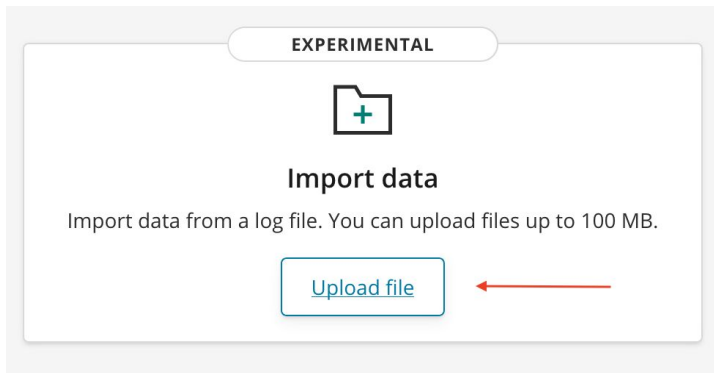 EXPERIMENTAL
Import data
Import data from a log file. You can upload files up to 100 MB.
Upload file